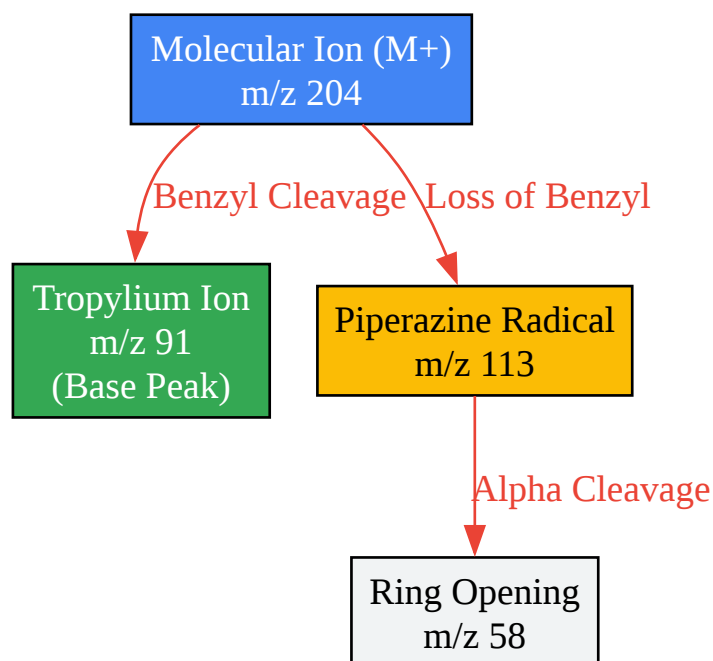 Molecular Ion (M+)
m/z 204
Benzyl Cleavage
Loss of Benzyl
Tropylium Ion
m/z 91
(Base Peak)
Piperazine Radical
m/z 113
Alpha Cleavage
Ring Opening
m/z 58